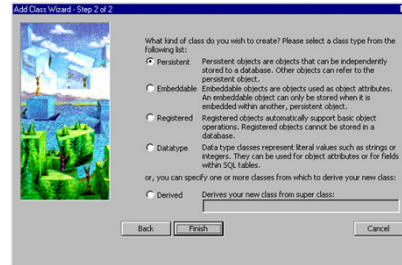 Add Class Wizard - Step 2 of 2
What kind of class do you wish to create? Please select a class type from the
following list:
Persistent
Persistent objects are objects that can be independently
stored to a database. Other objects can refer to the
persistent object.
Embeddable
Embeddable objects are objects used as object attributes.
An embeddable object can only be stored when it is
embedded within another, persistent object.
Registered
Registered objects automatically support basic object
operations. Registered objects cannot be stored in a
database.
Datatype
Data type classes represent literal values such as strings or
integers. They can be used for object attributes or for fields
within SQL tables.
or, you can specify one or more classes from which to derive your new class:
Derived
Derives your new class from super class:
Back
Finish
Cancel